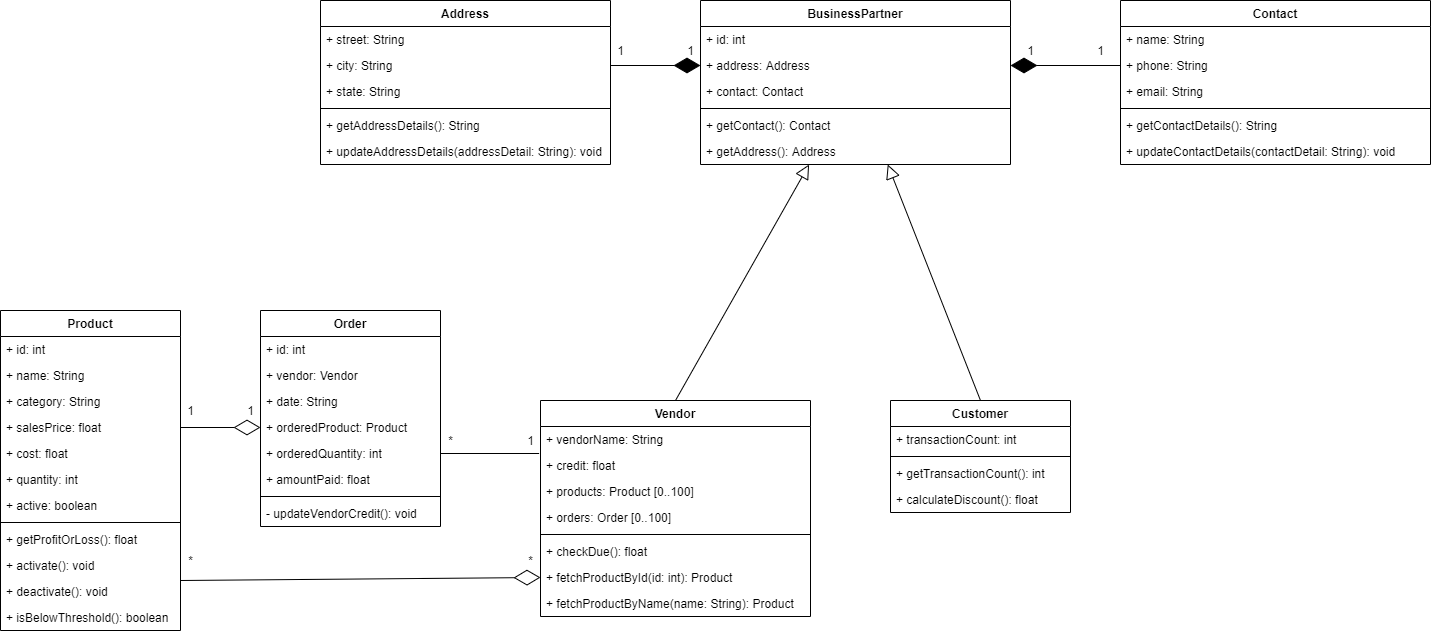 Address
+ street: String
+ city: String
+ state: String
+ getAddressDetails(): String
+ updateAddressDetails(addressDetail: String): void
1
1
BusinessPartner
+ id: int
+ address: Address
+ contact: Contact
+ getContact(): Contact
+ getAddress(): Address
1
1
Contact
+ name: String
+ phone: String
+ email: String
+ getContactDetails(): String
+ updateContactDetails(contactDetail: String): void
Product
+ id: int
+ name: String
+ category: String
+ salesPrice: float
+ cost: float
+ quantity: int
+ active: boolean
+ getProfitOrLoss(): float
+ activate(): void
+ deactivate(): void
+ isBelowThreshold(): boolean
1
1
Order
+ id: int
+ vendor: Vendor
+ date: String
+ orderedProduct: Product
+ orderedQuantity: int
+ amountPaid: float
- updateVendorCredit(): void
*
1
*
*
Vendor
+ vendorName: String
+ credit: float
+ products: Product [0..100]
+ orders: Order [0..100]
+ checkDue(): float
+ fetchProductById(id: int): Product
+ fetchProductByName(name: String): Product
Customer
+ transactionCount: int
+ getTransactionCount(): int
+ calculateDiscount(): float